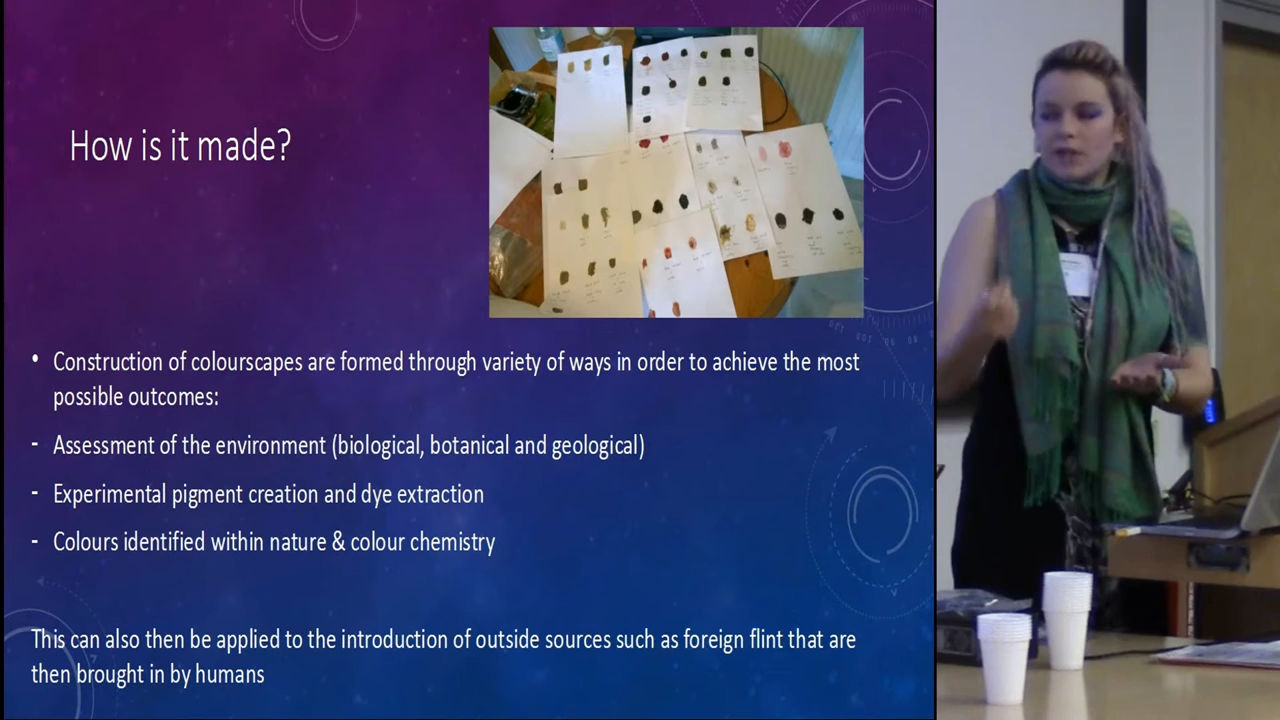 How is it made?
• Construction of colourscapes are formed through variety of ways in order to achieve the most
possible outcomes:
- Assessment of the environment (biological, botanical and geological)
- Experimental pigment creation and dye extraction
- Colours identified within nature & colour chemistry
This can also then be applied to the introduction of outside sources such as foreign flint that are
then brought in by humans